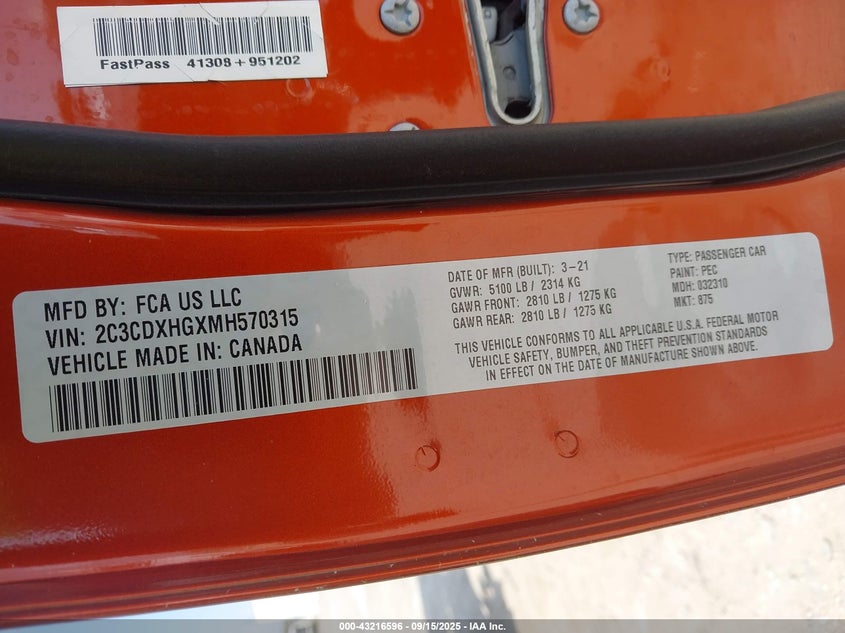 FastPass 41308+951202
MFD BY: FCA US LLC
VIN: 2C3CDXHGXMH570315
VEHICLE MADE IN: CANADA
DATE OF MFR (BUILT): 3-21
GVWR: 5100 LB / 2314 KG
GAWR FRONT: 2810 LB / 1275 KG
GAWR REAR: 2810 LB / 1275 KG
TYPE: PASSENGER CAR
PAINT: PEC
MDH: 032310
MKT: 875
THIS VEHICLE CONFORMS TO ALL APPLICABLE U.S.A. FEDERAL MOTOR
VEHICLE SAFETY, BUMPER, AND THEFT PREVENTION STANDARDS
IN EFFECT ON THE DATE OF MANUFACTURE SHOWN ABOVE.
000-43216596 - 09/15/2025 - IAA Inc.